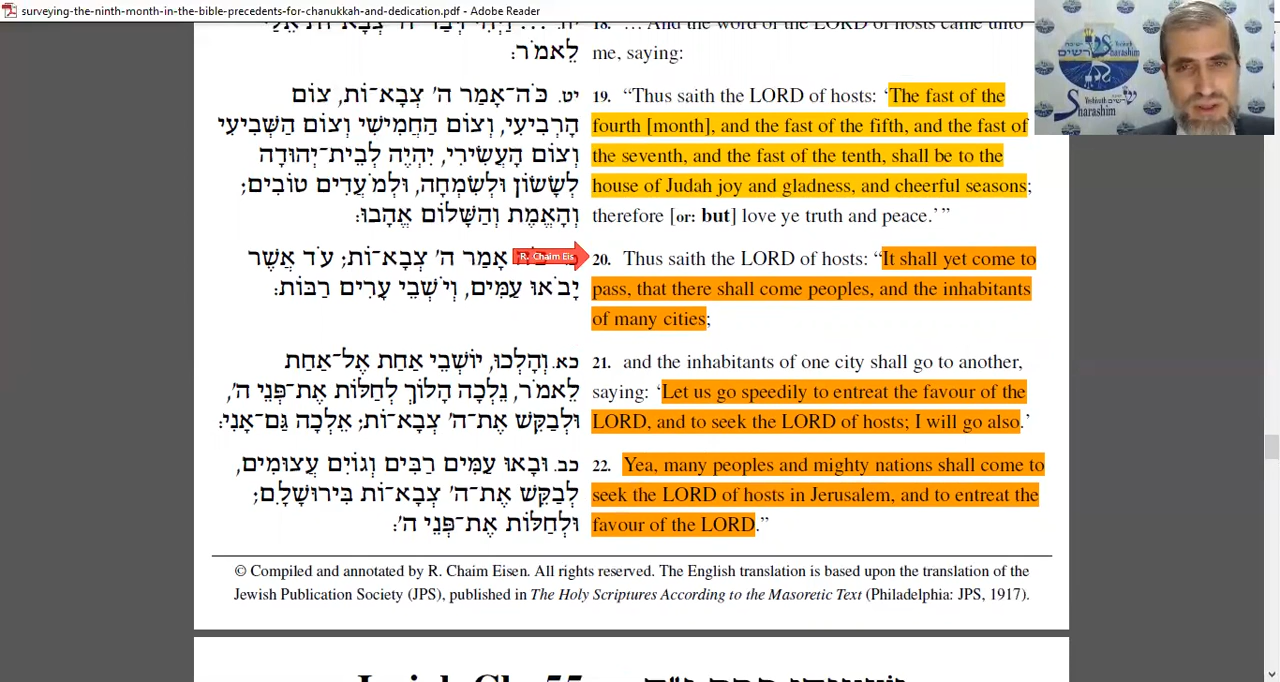 surveying-the-ninth-month-in-the-bible-precedents-for-chanukkah-and-dedication.pdf - Adobe Reader
18. … And the word of the LORD of hosts came unto
me, saying:
לֵאמֹר:
יט. כֹּה־אָמַר ה' צְבָא־וֹת, צוֹם
הָרְבִיעִי, וְצוֹם הַחֲמִישִׁי וְצוֹם הַשְּׁבִיעִי
וְצוֹם הָעֲשִׂירִי, יִהְיֶה לְבֵית־יְהוּדָה
לְשָׂשׂוֹן וּלְשִׂמְחָה, וּלְמֹעֲדִים טוֹבִים;
וְהָאֱמֶת וְהַשָּׁלוֹם אֱהָבוּ:
19. “Thus saith the LORD of hosts: ‘The fast of the
fourth [month], and the fast of the fifth, and the fast of
the seventh, and the fast of the tenth, shall be to the
house of Judah joy and gladness, and cheerful seasons;
therefore [or: but] love ye truth and peace.’”
אָמַר ה' צְבָא־וֹת; עֹד אֲשֶׁר
יָבֹאוּ עַמִּים, וְיֹשְׁבֵי עָרִים רַבּוֹת:
R. Chaim Eis
20. Thus saith the LORD of hosts: “It shall yet come to
pass, that there shall come peoples, and the inhabitants
of many cities;
כא. וְהָלְכוּ, יוֹשְׁבֵי אַחַת אֶל־אַחַת
לֵאמֹר, נֵלְכָה הָלוֹךְ לְחַלּוֹת אֶת־פְּנֵי ה',
וּלְבַקֵּשׁ אֶת־ה' צְבָא־וֹת; אֵלְכָה גַּם־אָנִי:
21. and the inhabitants of one city shall go to another,
saying: ‘Let us go speedily to entreat the favour of the
LORD, and to seek the LORD of hosts; I will go also.’
כב. וּבָאוּ עַמִּים רַבִּים וְגוֹיִם עֲצוּמִים,
לְבַקֵּשׁ אֶת־ה' צְבָא־וֹת בִּירוּשָׁלָ͏ִם;
וּלְחַלּוֹת אֶת־פְּנֵי ה':
22. Yea, many peoples and mighty nations shall come to
seek the LORD of hosts in Jerusalem, and to entreat the
favour of the LORD.”
© Compiled and annotated by R. Chaim Eisen. All rights reserved. The English translation is based upon the translation of the
Jewish Publication Society (JPS), published in The Holy Scriptures According to the Masoretic Text (Philadelphia: JPS, 1917).